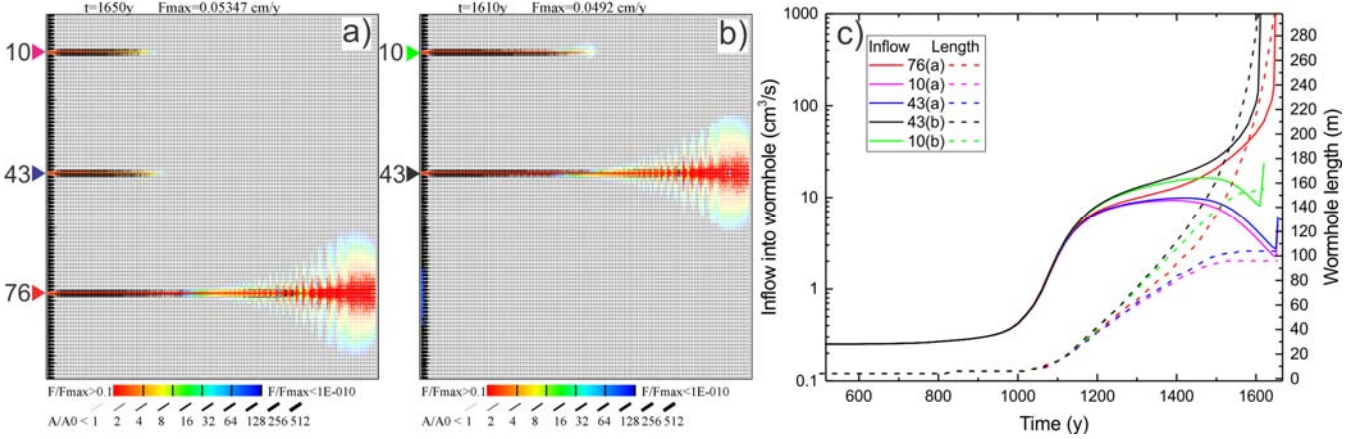 t=1650y Fmax=0.05347 cm/y
a)
10
43
76
F/Fmax>0.1 F/Fmax<1E-010
A/A0 < 1 2 4 8 16 32 64 128 256 512
t=1610y Fmax=0.0492 cm/y
b)
10
43
F/Fmax>0.1 F/Fmax<1E-010
A/A0 < 1 2 4 8 16 32 64 128 256 512
c)
Inflow Length
76(a)
10(a)
43(a)
43(b)
10(b)
Inflow into wormhole (cm³/s)
1000
100
10
1
0.1
600 800 1000 1200 1400 1600
Time (y)
280
260
240
220
200
180
160
140
120
100
80
60
40
20
0
Wormhole length (m)